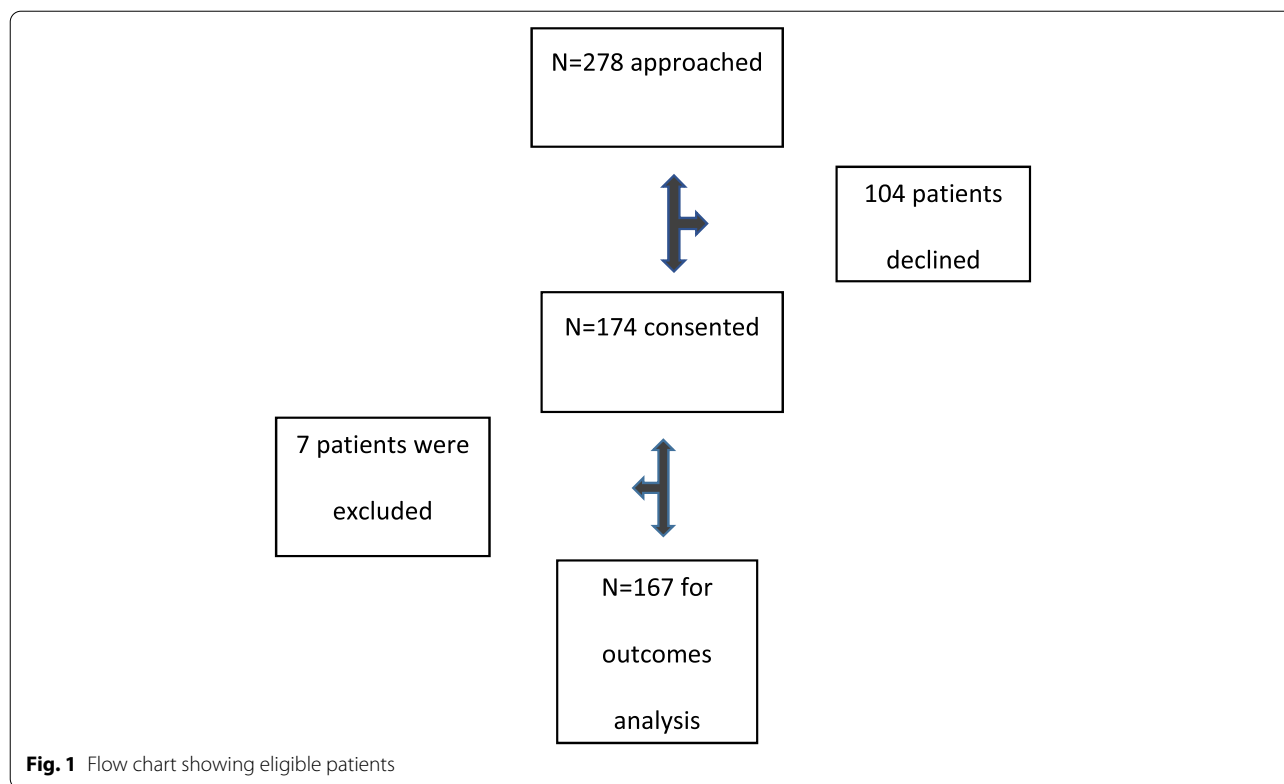 N=278 approached
104 patients
declined
N=174 consented
7 patients were
excluded
N=167 for
outcomes
analysis
Fig. 1 Flow chart showing eligible patients